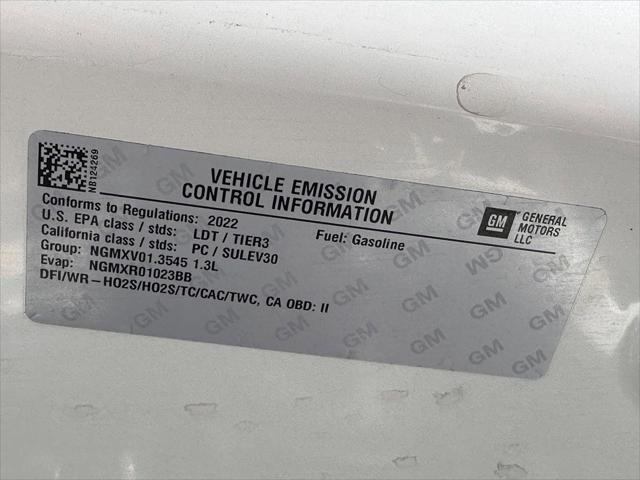 NB124269
VEHICLE EMISSION
CONTROL INFORMATION
Conforms to Regulations: 2022
Fuel: Gasoline
U.S. EPA class / stds: LDT / TIER3
California class / stds: PC / SULEV30
Group: NGMXV01.3545 1.3L
Evap: NGMXR01023BB
DFI/WR-HO2S/HO2S/TC/CAC/TWC, CA OBD: II
GM
GENERAL
MOTORS
LLC